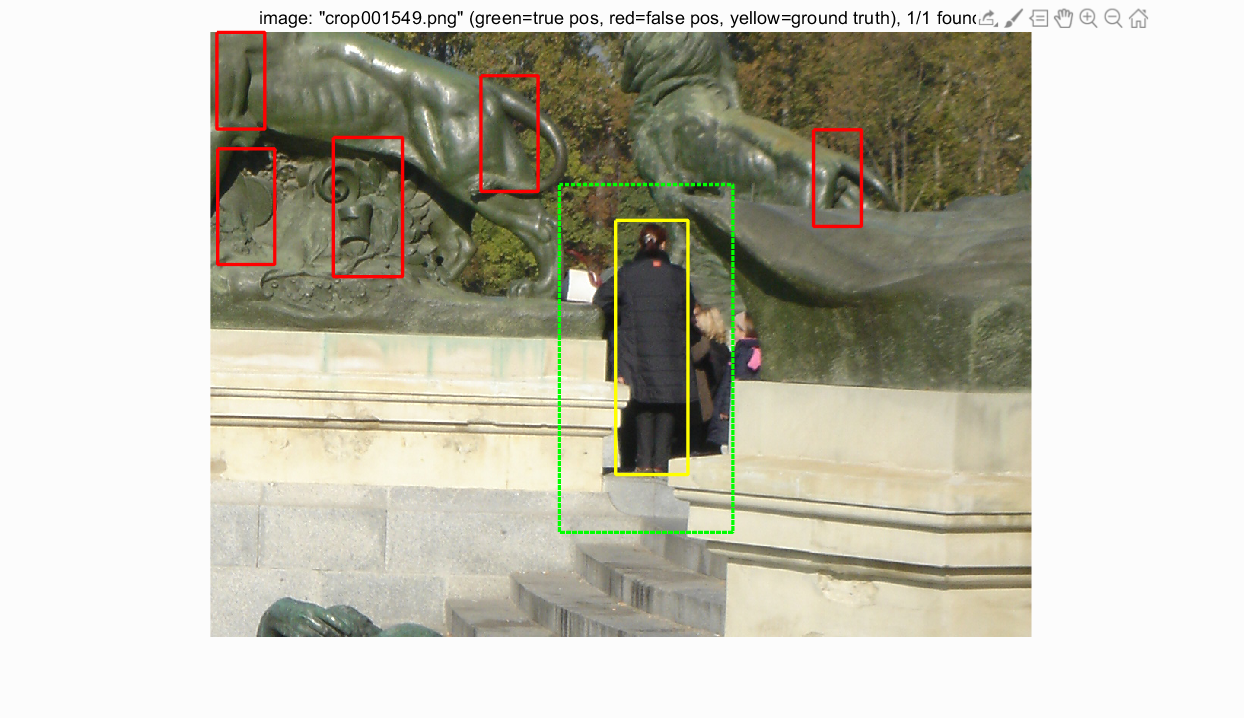 image: "crop001549.png" (green=true pos, red=false pos, yellow=ground truth), 1/1 found